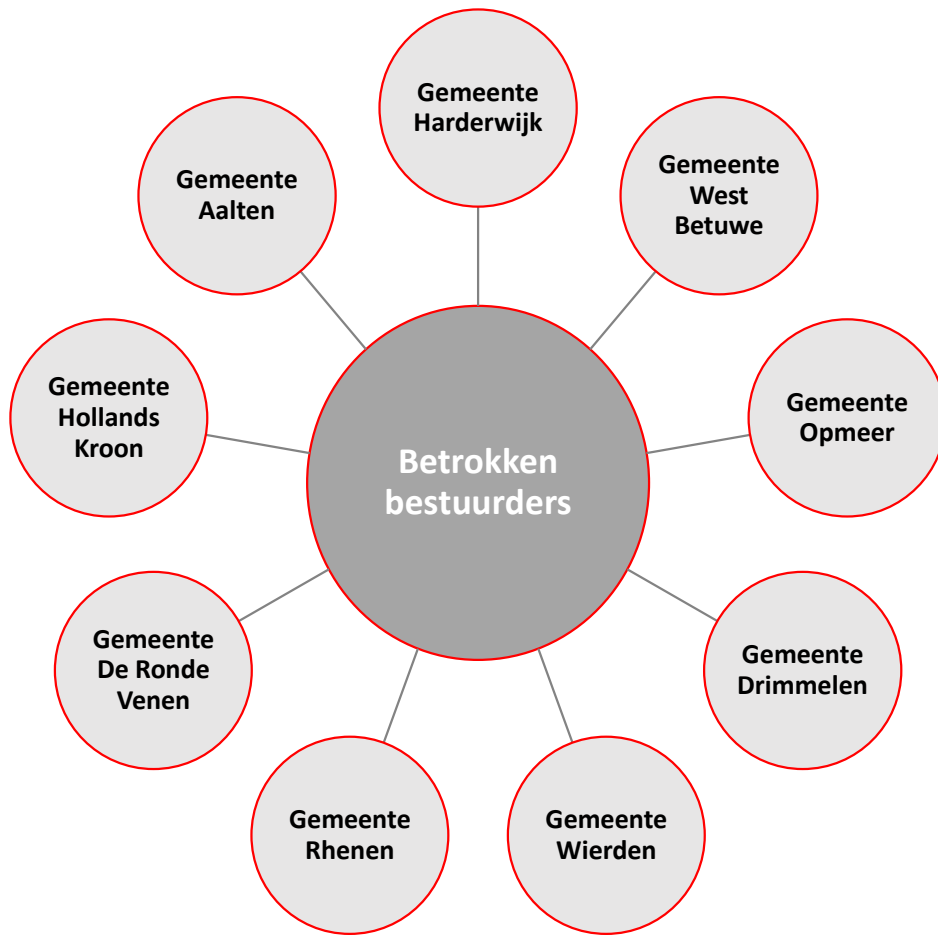 Gemeente
Harderwijk
Gemeente
West
Betuwe
Gemeente
Opmeer
Gemeente
Drimmelen
Gemeente
Wierden
Gemeente
Rhenen
Gemeente
De Ronde
Venen
Gemeente
Hollands
Kroon
Gemeente
Aalten
Betrokken
bestuurders